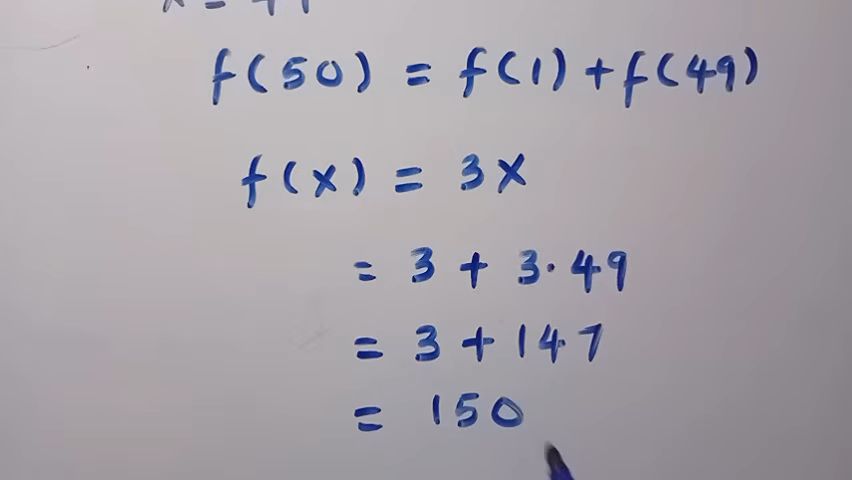 f(50) = f(1) + f(49)
f(x) = 3x
= 3 + 3·49
= 3 + 147
= 150